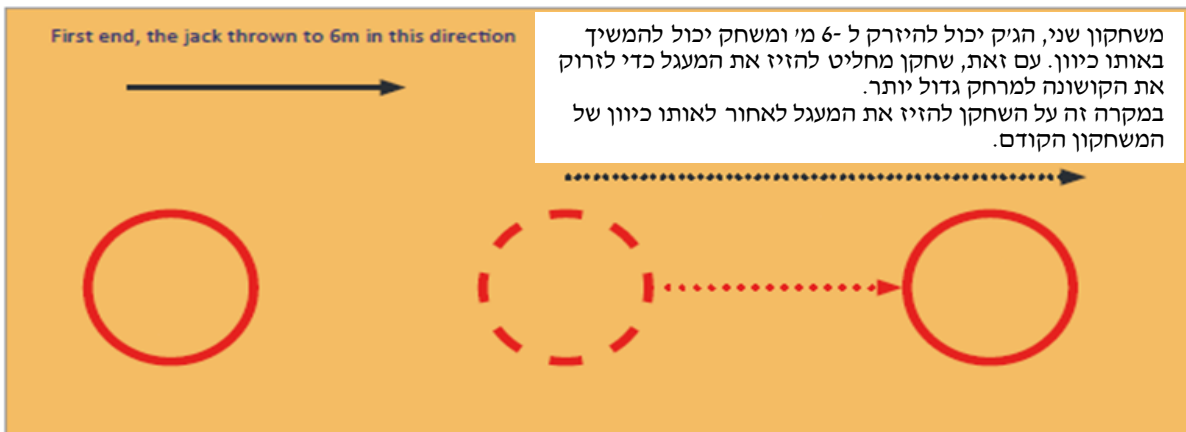 First end, the jack thrown to 6m in this direction
משחקון שני, הג׳ק יכול להיזרק ל -6 מ׳ ומשחק יכול להמשיך
באותו כיוון. עם זאת, שחקן מחליט להזיז את המעגל כדי לזרוק
את הקושונה למרחק גדול יותר.
במקרה זה על השחקן להזיז את המעגל לאחור לאותו כיוון של
המשחקון הקודם.